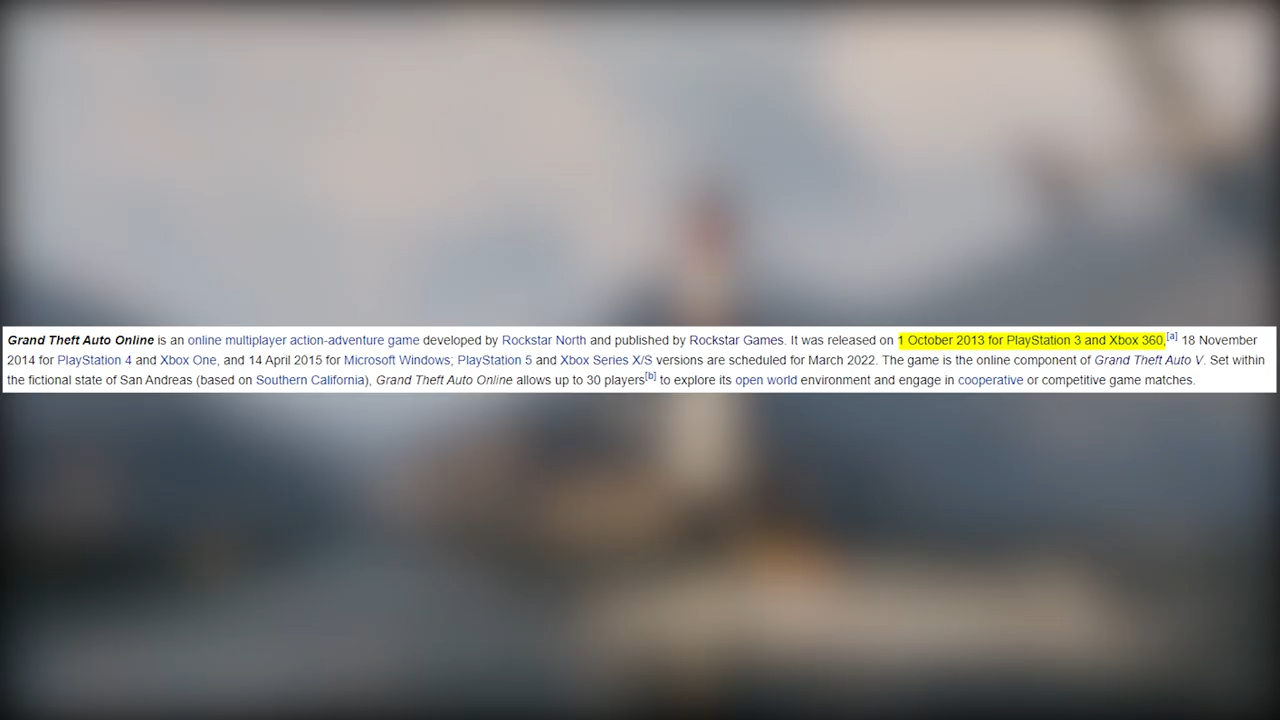 Grand Theft Auto Online is an online multiplayer action-adventure game developed by Rockstar North and published by Rockstar Games. It was released on 1 October 2013 for PlayStation 3 and Xbox 360,[a] 18 November
2014 for PlayStation 4 and Xbox One, and 14 April 2015 for Microsoft Windows; PlayStation 5 and Xbox Series X/S versions are scheduled for March 2022. The game is the online component of Grand Theft Auto V. Set within
the fictional state of San Andreas (based on Southern California), Grand Theft Auto Online allows up to 30 players[b] to explore its open world environment and engage in cooperative or competitive game matches.